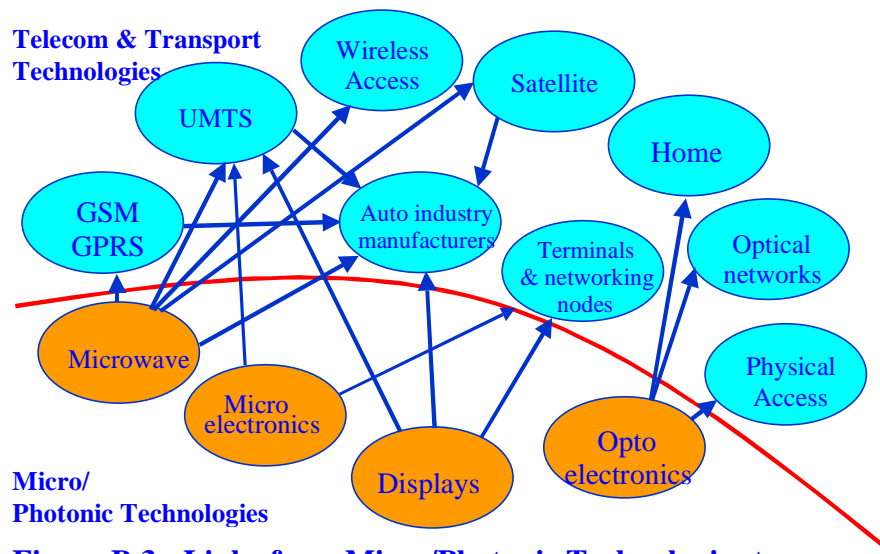 Telecom & Transport
Technologies
Wireless
Access
Satellite
UMTS
Home
GSM
GPRS
Auto industry
manufacturers
Terminals
& networking
nodes
Optical
networks
Microwave
Micro
electronics
Physical
Access
Displays
Opto
electronics
Micro/
Photonic Technologies